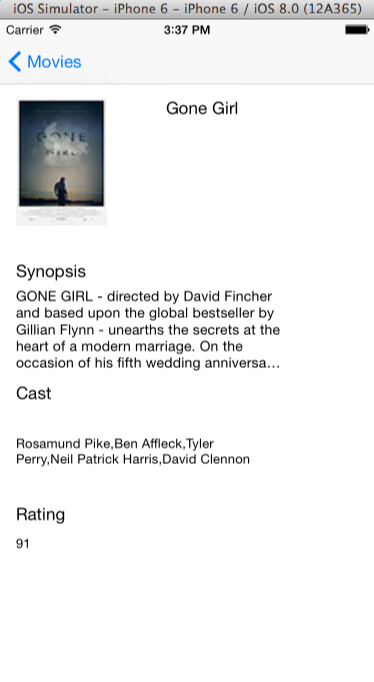 iOS Simulator – iPhone 6 – iPhone 6 / iOS 8.0 (12A365)
Carrier 3:37 PM
Movies
Gone Girl
GONE
GIRL
Synopsis
GONE GIRL - directed by David Fincher
and based upon the global bestseller by
Gillian Flynn - unearths the secrets at the
heart of a modern marriage. On the
occasion of his fifth wedding anniversa...
Cast
Rosamund Pike,Ben Affleck,Tyler
Perry,Neil Patrick Harris,David Clennon
Rating
91